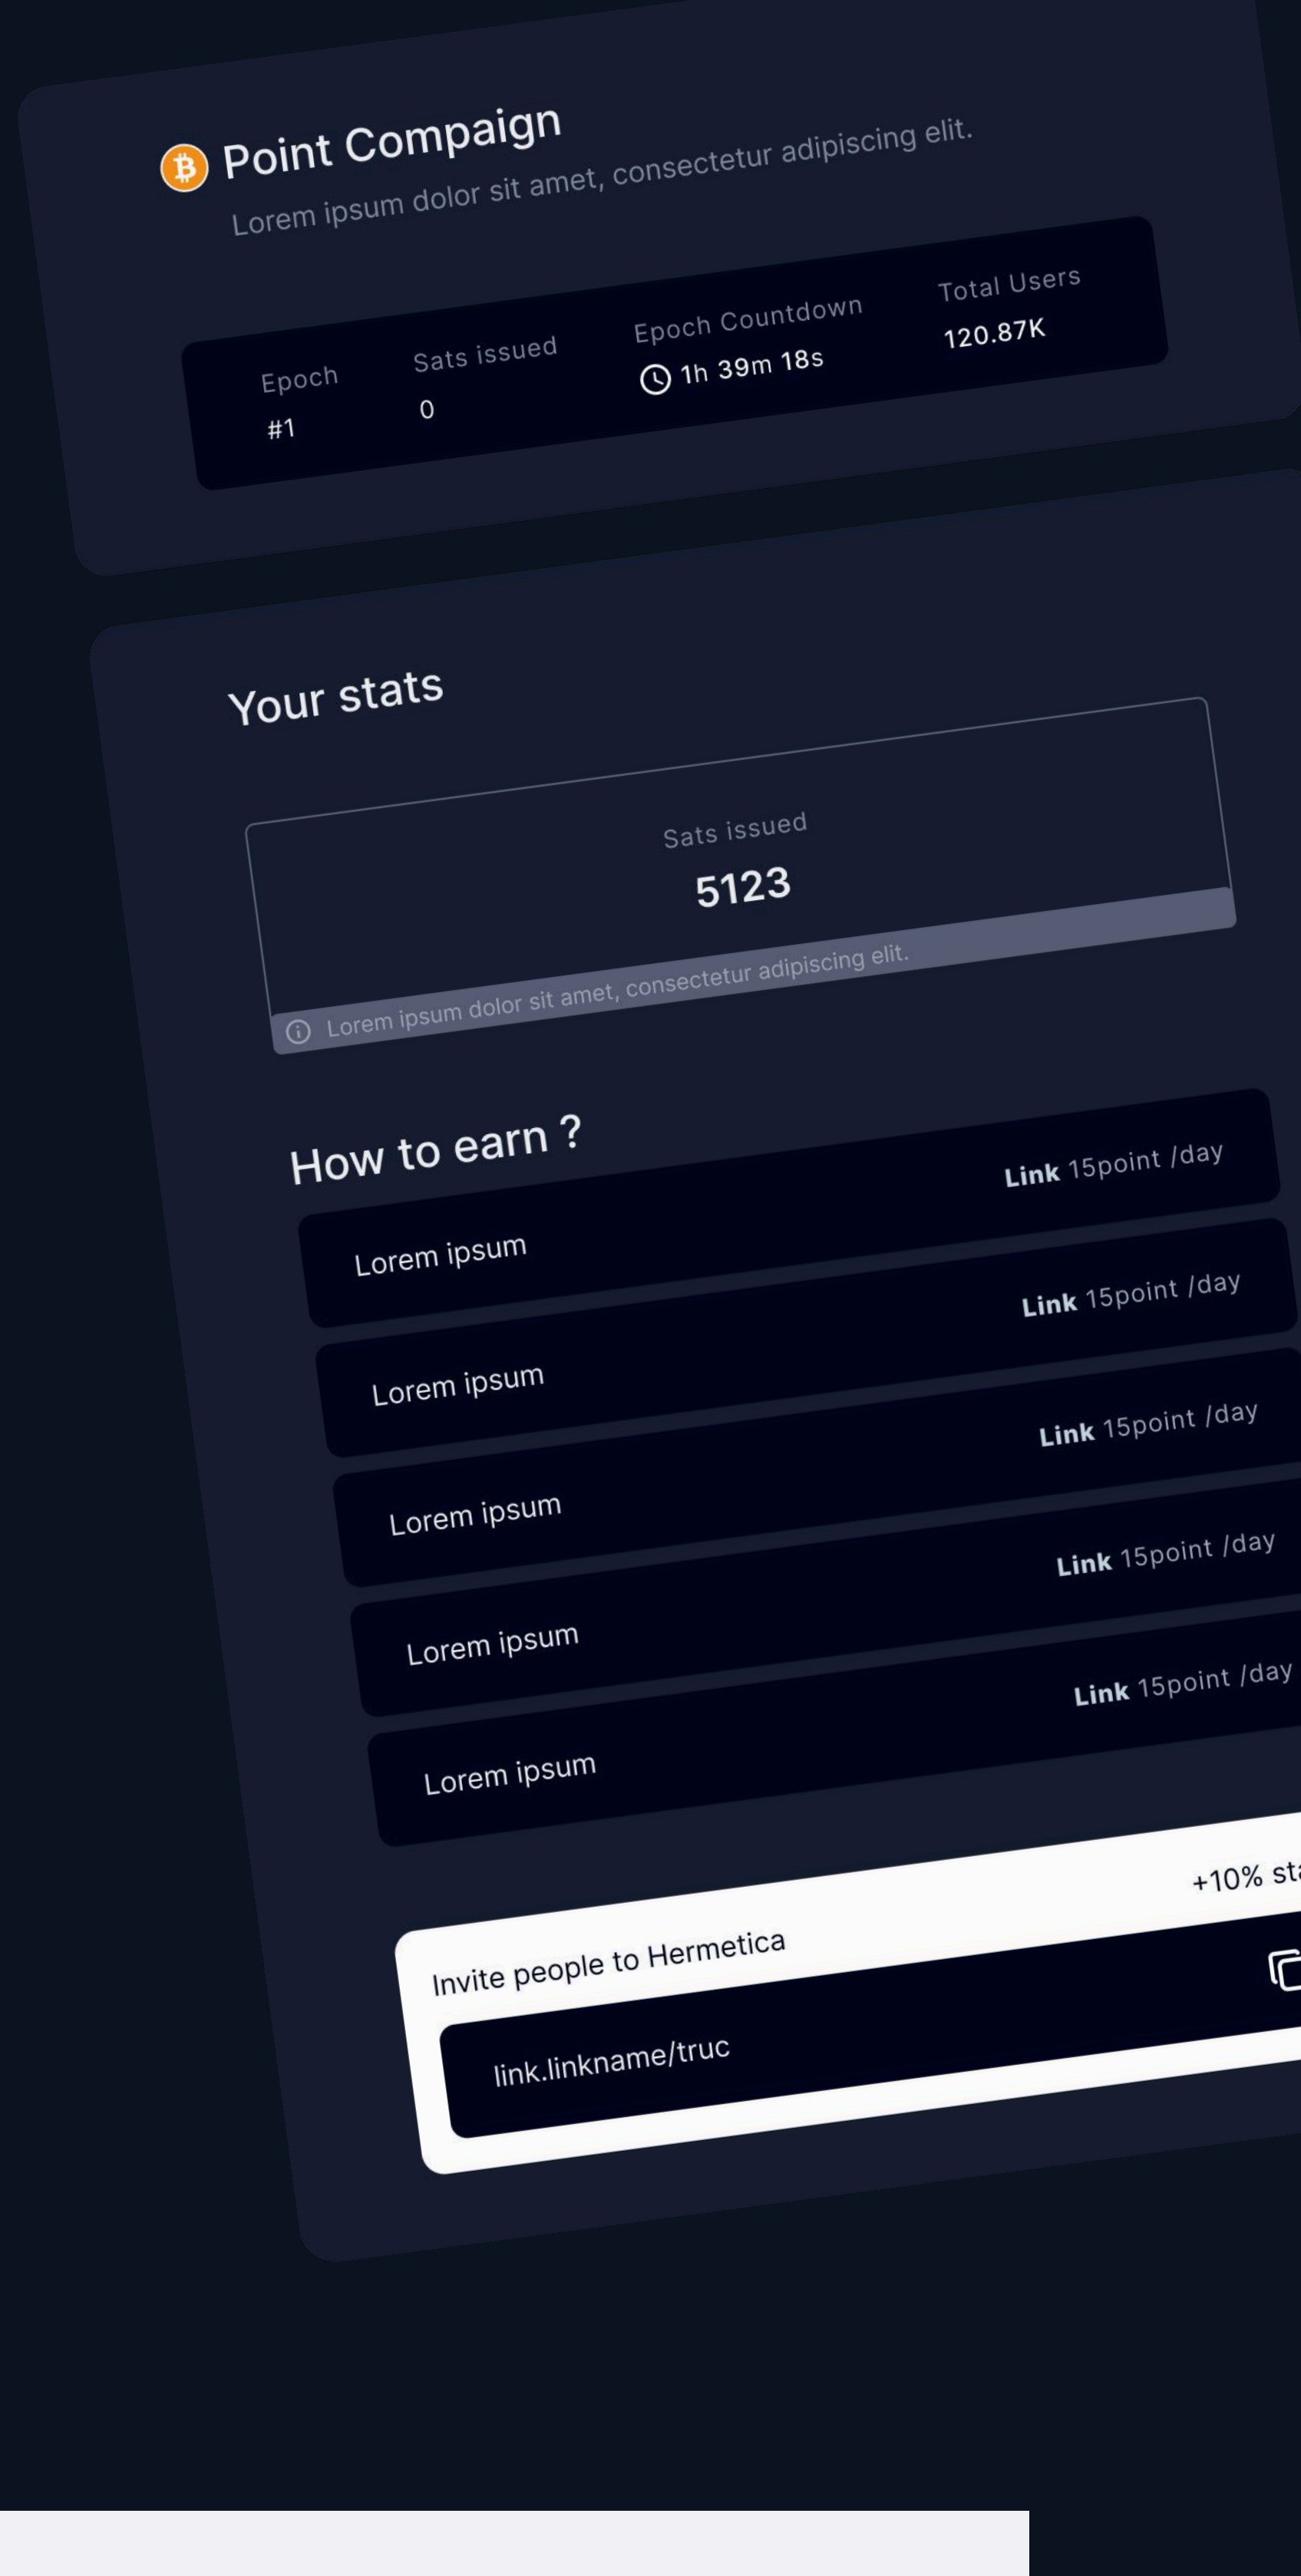 Point Compaign
Lorem ipsum dolor sit amet, consectetur adipiscing elit.
Epoch Sats issued Epoch Countdown Total Users
#1 0 1h 39m 18s 120.87K
Your stats
Sats issued
5123
Lorem ipsum dolor sit amet, consectetur adipiscing elit.
How to earn ?
Lorem ipsum Link 15point /day
Lorem ipsum Link 15point /day
Lorem ipsum Link 15point /day
Lorem ipsum Link 15point /day
Lorem ipsum Link 15point /day
Invite people to Hermetica +10%
link.linkname/truc